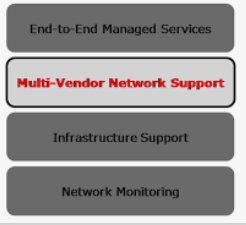 End-to-End Managed Services
Multi-Vendor Network Support
Infrastructure Support
Network Monitoring